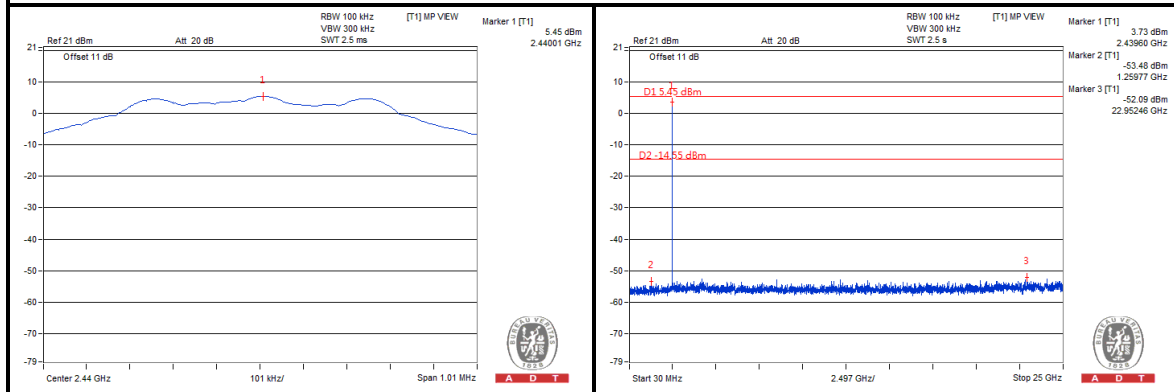 RBW 100 kHz [T1] MP VIEW
VBW 300 kHz
Ref 21 dBm Att 20 dB SWT 2.5 ms
Marker 1 [T1]
5.45 dBm
2.44001 GHz
Offset 11 dB
21
10
0
-10
-20
-30
-40
-50
-60
-70
-79
1
Center 2.44 GHz 101 kHz/ Span 1.01 MHz
BUREAU VERITAS
1828
A D T
RBW 100 kHz [T1] MP VIEW
VBW 300 kHz
Ref 21 dBm Att 20 dB SWT 2.5 s
Marker 1 [T1]
3.73 dBm
2.43960 GHz
Marker 2 [T1]
-53.48 dBm
1.25977 GHz
Marker 3 [T1]
-52.09 dBm
22.95246 GHz
Offset 11 dB
21
10
0
-10
-20
-30
-40
-50
-60
-70
-79
D1 5.45 dBm
D2 -14.55 dBm
2
3
Start 30 MHz 2.497 GHz/ Stop 25 GHz
BUREAU VERITAS
1828
A D T